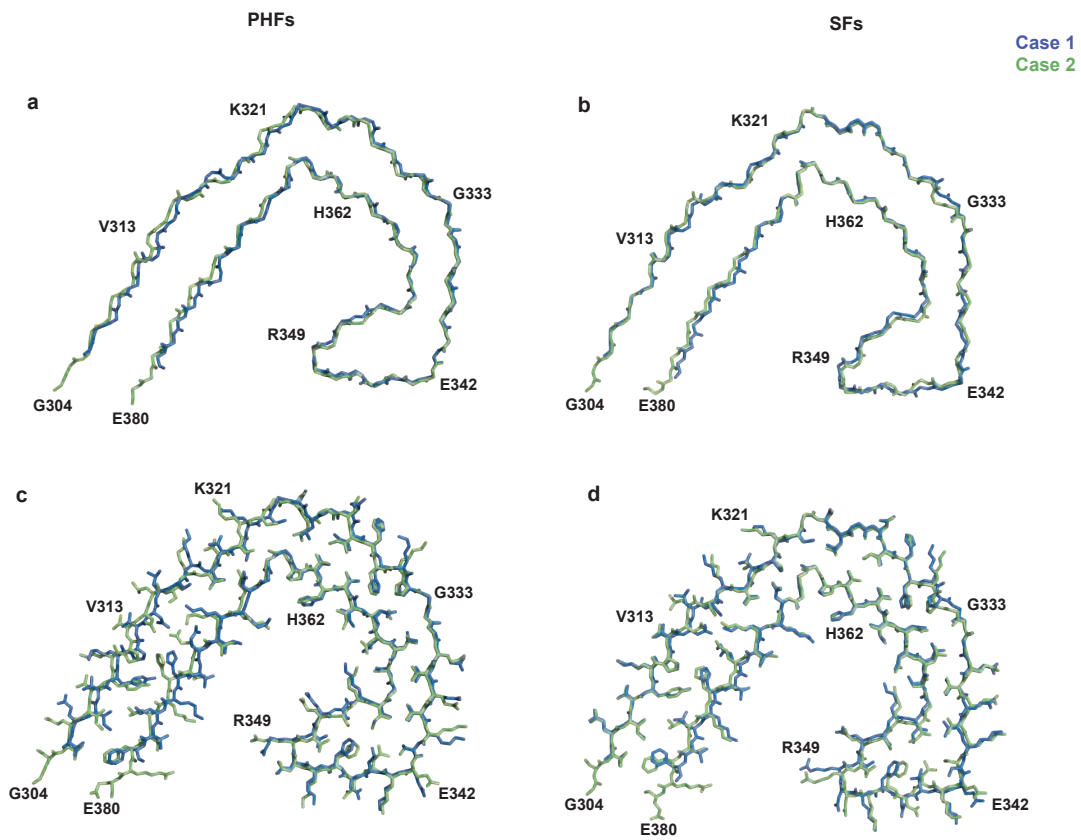 PHFs
SFs
Case 1
Case 2
a
K321
G333
V313
H362
R349
E342
G304
E380
b
K321
G333
H362
V313
R349
E342
G304
E380
c
K321
G333
V313
H362
R349
G304
E380
E342
d
K321
G333
V313
H362
R349
G304
E380
E342